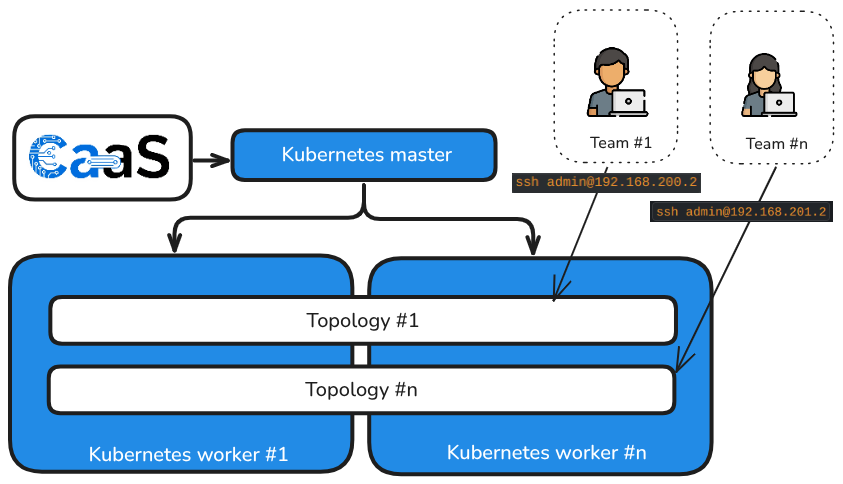 CaaS
Kubernetes master
Team #1
Team #n
ssh admin@192.168.200.2
ssh admin@192.168.201.2
Topology #1
Topology #n
Kubernetes worker #1
Kubernetes worker #n